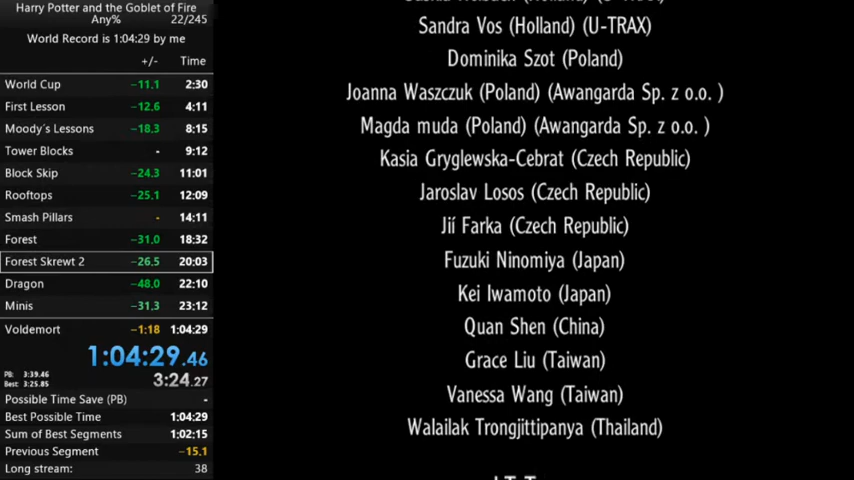 Harry Potter and the Goblet of Fire
Any% 22/245
World Record is 1:04:29 by me
+/- Time
World Cup −11.1 2:30
First Lesson −12.6 4:11
Moody's Lessons −18.3 8:15
Tower Blocks - 9:12
Block Skip −24.3 11:01
Rooftops −25.1 12:09
Smash Pillars - 14:11
Forest −31.0 18:32
Forest Skrewt 2 −26.5 20:03
Dragon −48.0 22:10
Minis −31.3 23:12
Voldemort −1:18 1:04:29
1:04:29.46
PB: 3:39.46
Best: 3:25.85
3:24.27
Possible Time Save (PB) -
Best Possible Time 1:04:29
Sum of Best Segments 1:02:15
Previous Segment −15.1
Long stream: 38
Sandra Vos (Holland) (U-TRAX)
Dominika Szot (Poland)
Joanna Waszczuk (Poland) (Awangarda Sp. z o.o. )
Magda muda (Poland) (Awangarda Sp. z o.o. )
Kasia Gryglewska-Cebrat (Czech Republic)
Jaroslav Losos (Czech Republic)
Jií Farka (Czech Republic)
Fuzuki Ninomiya (Japan)
Kei Iwamoto (Japan)
Quan Shen (China)
Grace Liu (Taiwan)
Vanessa Wang (Taiwan)
Walailak Trongjittipanya (Thailand)